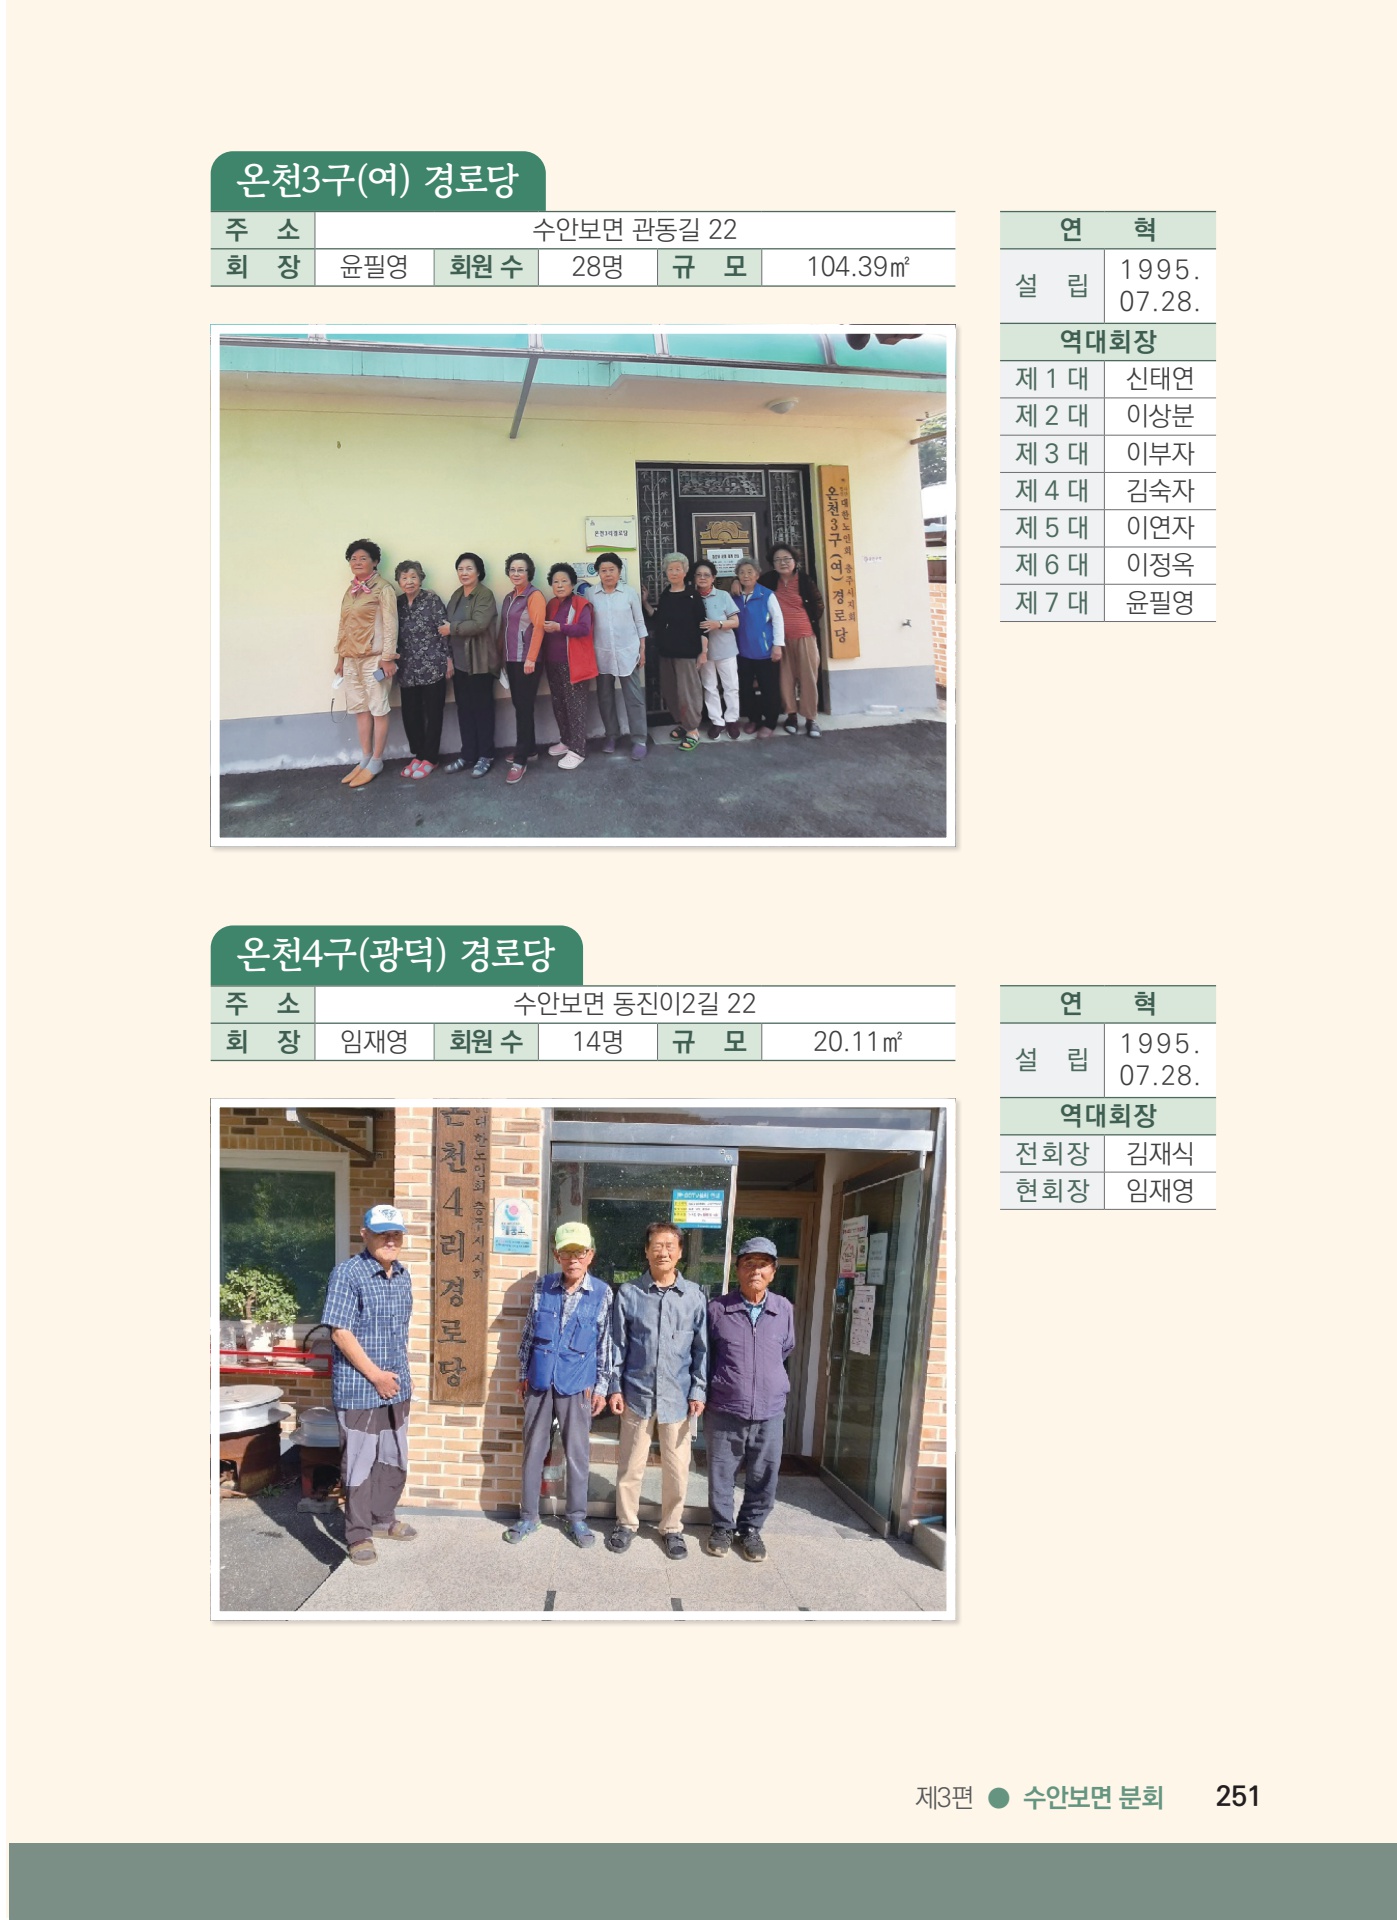 온천3구(여) 경로당
주 소 수안보면 관동길 22
회 장 윤필영 회원 수 28명 규 모 104.39㎡
연 혁
설 립 1995. 07.28.
역대회장
제 1 대 신태연
제 2 대 이상분
제 3 대 이부자
제 4 대 김숙자
제 5 대 이연자
제 6 대 이정옥
제 7 대 윤필영
온천3리경로당
대한노인회 충주시지회
온천3구(여)경로당
온천4구(광덕) 경로당
주 소 수안보면 동진이2길 22
회 장 임재영 회원 수 14명 규 모 20.11㎡
연 혁
설 립 1995. 07.28.
역대회장
전회장 김재식
현회장 임재영
대한노인회 충주시지회
온천4리경로당
제3편 ● 수안보면 분회 251